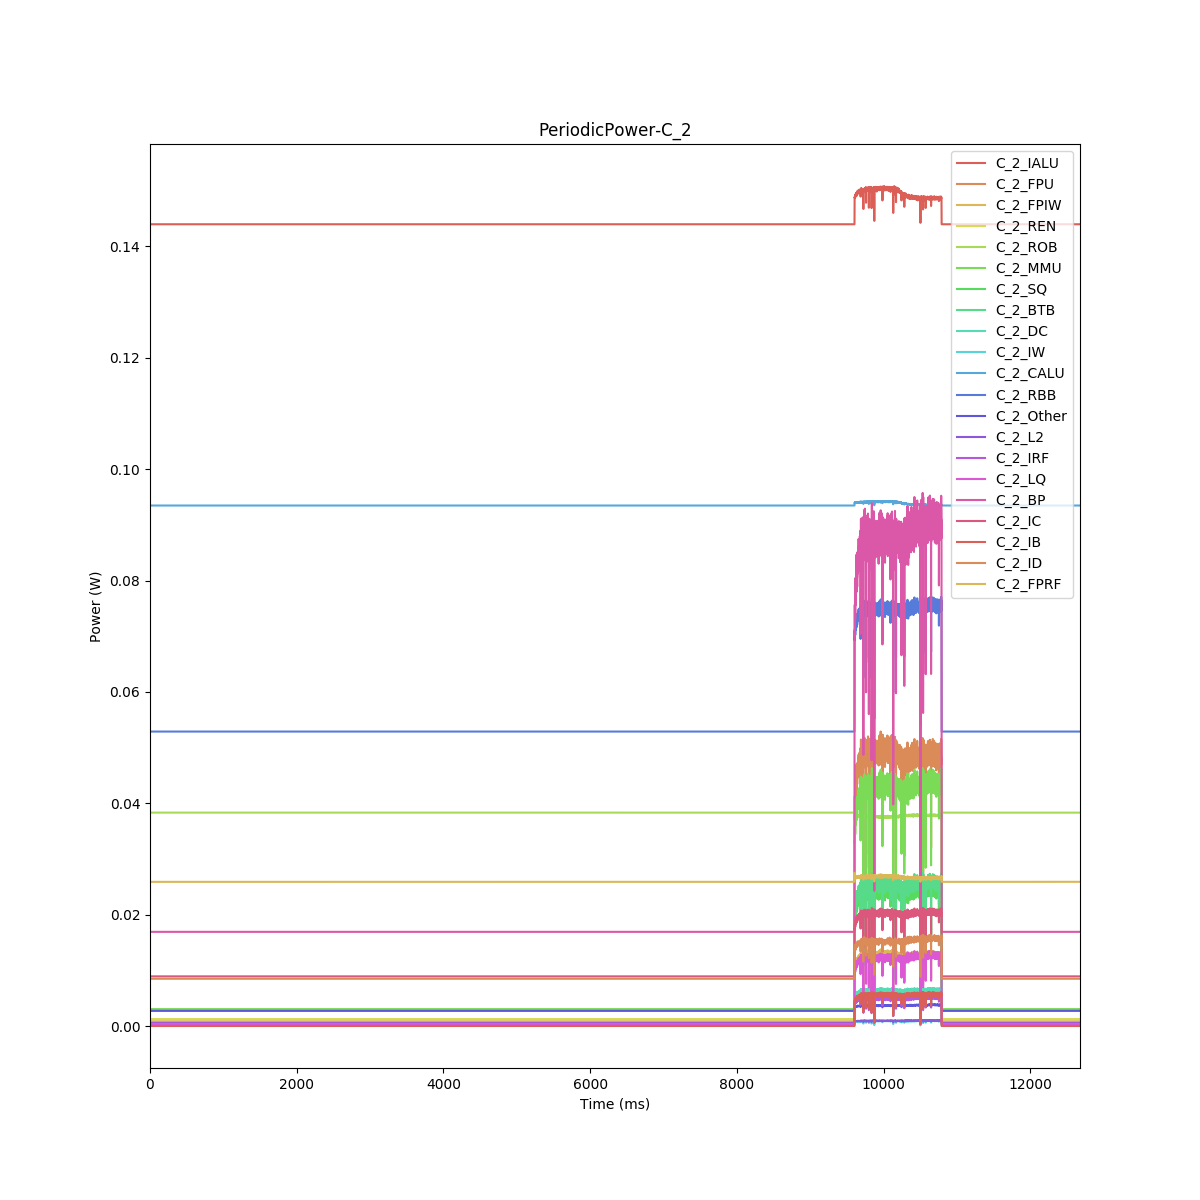 PeriodicPower-C_2
C_2_IALU
C_2_FPU
C_2_FPIW
C_2_REN
C_2_ROB
C_2_MMU
C_2_SQ
C_2_BTB
C_2_DC
C_2_IW
C_2_CALU
C_2_RBB
C_2_Other
C_2_L2
C_2_IRF
C_2_LQ
C_2_BP
C_2_IC
C_2_IB
C_2_ID
C_2_FPRF
0.14
0.12
0.10
0.08
0.06
0.04
0.02
0.00
Power (W)
0 2000 4000 6000 8000 10000 12000
Time (ms)